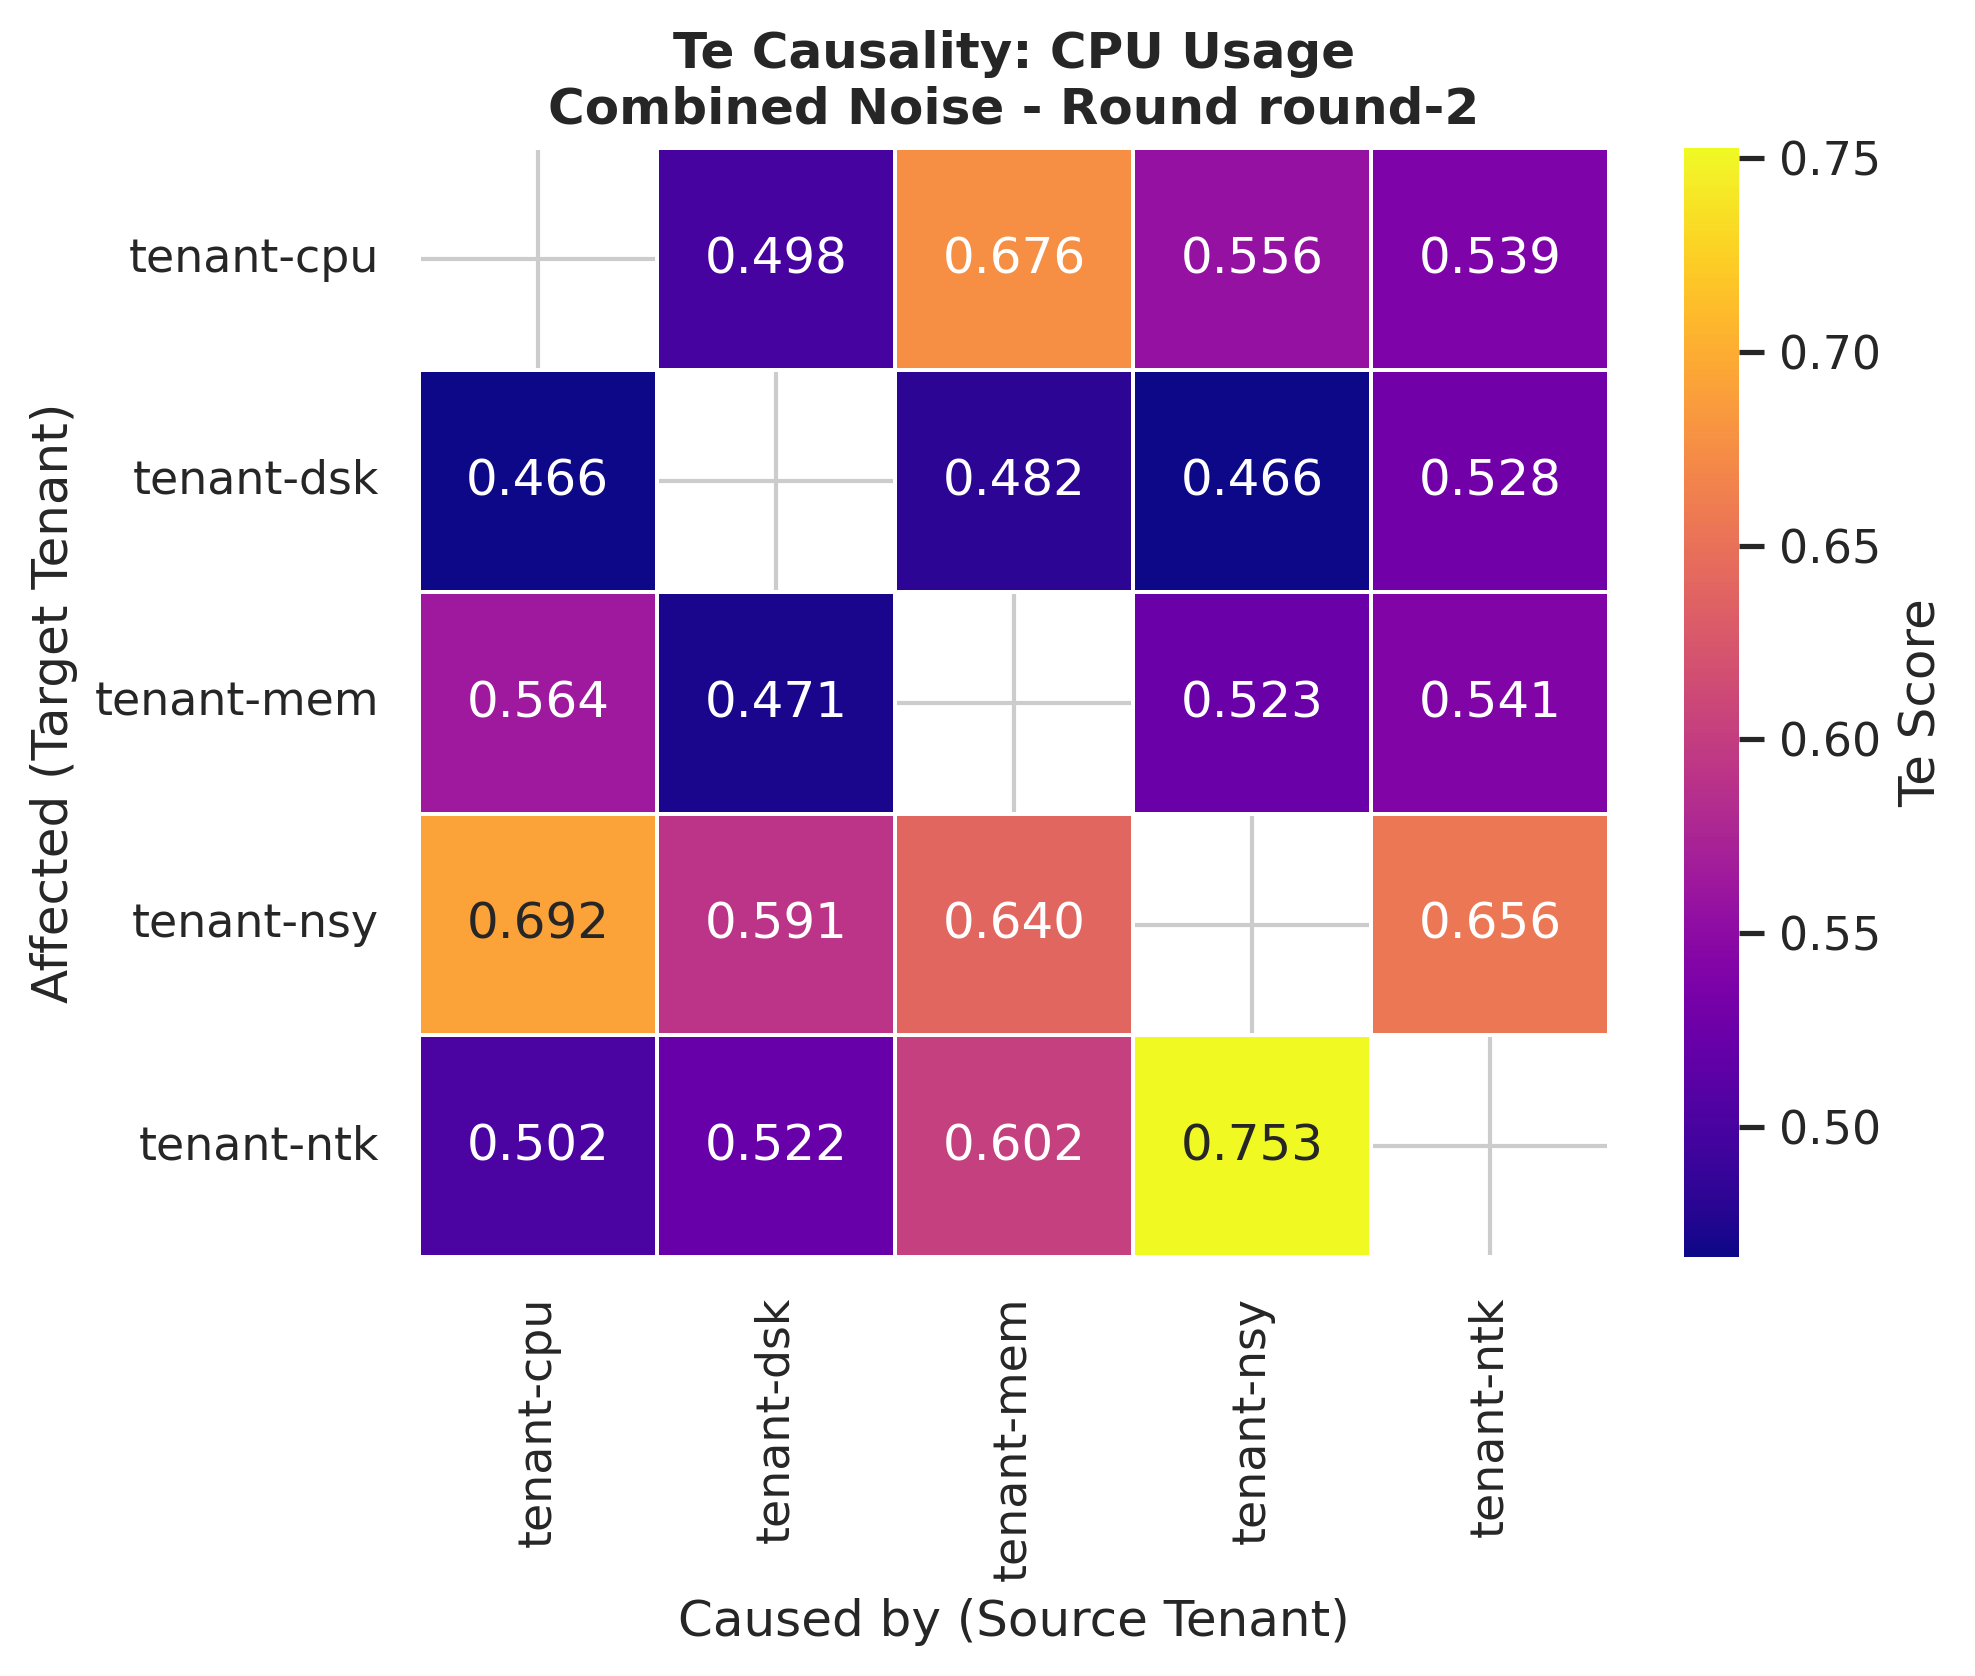 Te Causality: CPU Usage
Combined Noise - Round round-2
tenant-cpu
0.498 0.676 0.556 0.539
tenant-dsk
0.466 0.482 0.466 0.528
tenant-mem
0.564 0.471 0.523 0.541
tenant-nsy
0.692 0.591 0.640 0.656
tenant-ntk
0.502 0.522 0.602 0.753
Affected (Target Tenant)
tenant-cpu
tenant-dsk
tenant-mem
tenant-nsy
tenant-ntk
Caused by (Source Tenant)
0.75
0.70
0.65
0.60
0.55
0.50
Te Score